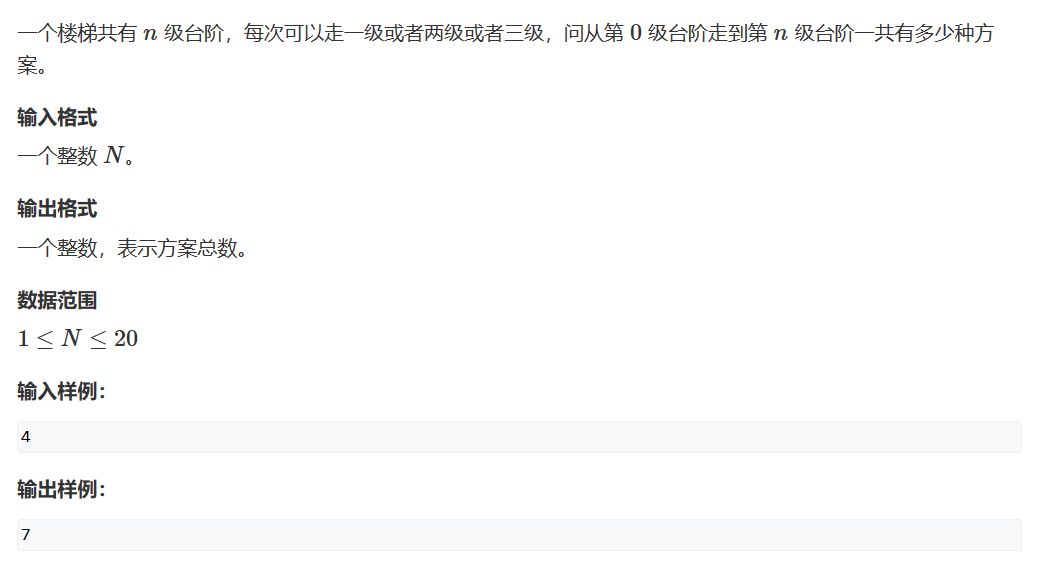 一个楼梯共有 n 级台阶，每次可以走一级或者两级或者三级，问从第 0 级台阶走到第 n 级台阶一共有多少种方
案。
输入格式
一个整数 N。
输出格式
一个整数，表示方案总数。
数据范围
1 ≤ N ≤ 20
输入样例：
4
输出样例：
7